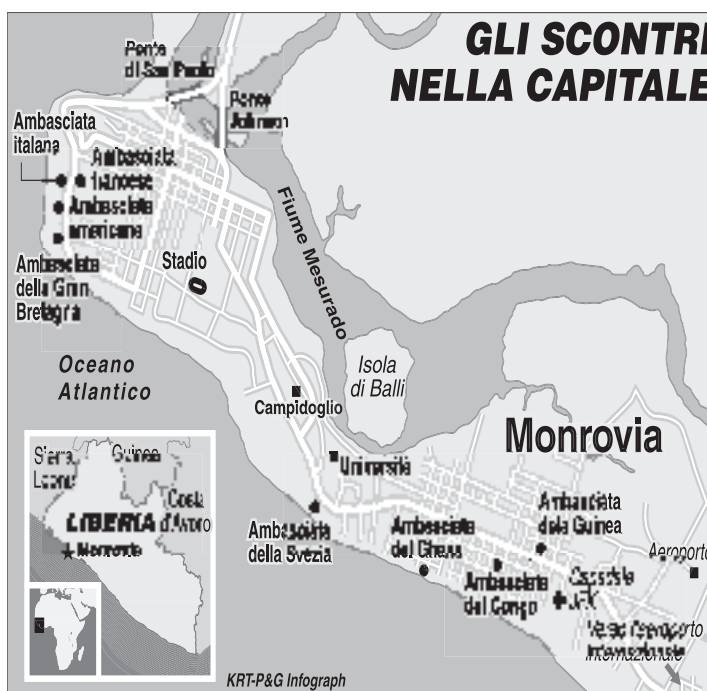 GLI SCONTRI
NELLA CAPITALE
Ponte
di San Paolo
Ponte
Johnson
Ambasciata
italana
Ambasciata
francese
Ambasciata
americana
Ambasciata
della Gran
Bretagna
Stadio
Fiume Mesurado
Oceano
Atlantico
Isola
di Balli
Campidoglio
Monrovia
Università
Ambasciata
della Svezia
Ambasciata
del Ghana
Ambasciata
della Guinea
Ambasciata
del Congo
Ospedale
JFK
Aeroporto
Verso l'aeroporto
Internazionale
Sierra
Leone
Guinea
Costa
d'Avorio
LIBERIA
Monrovia
KRT-P&G Infograph